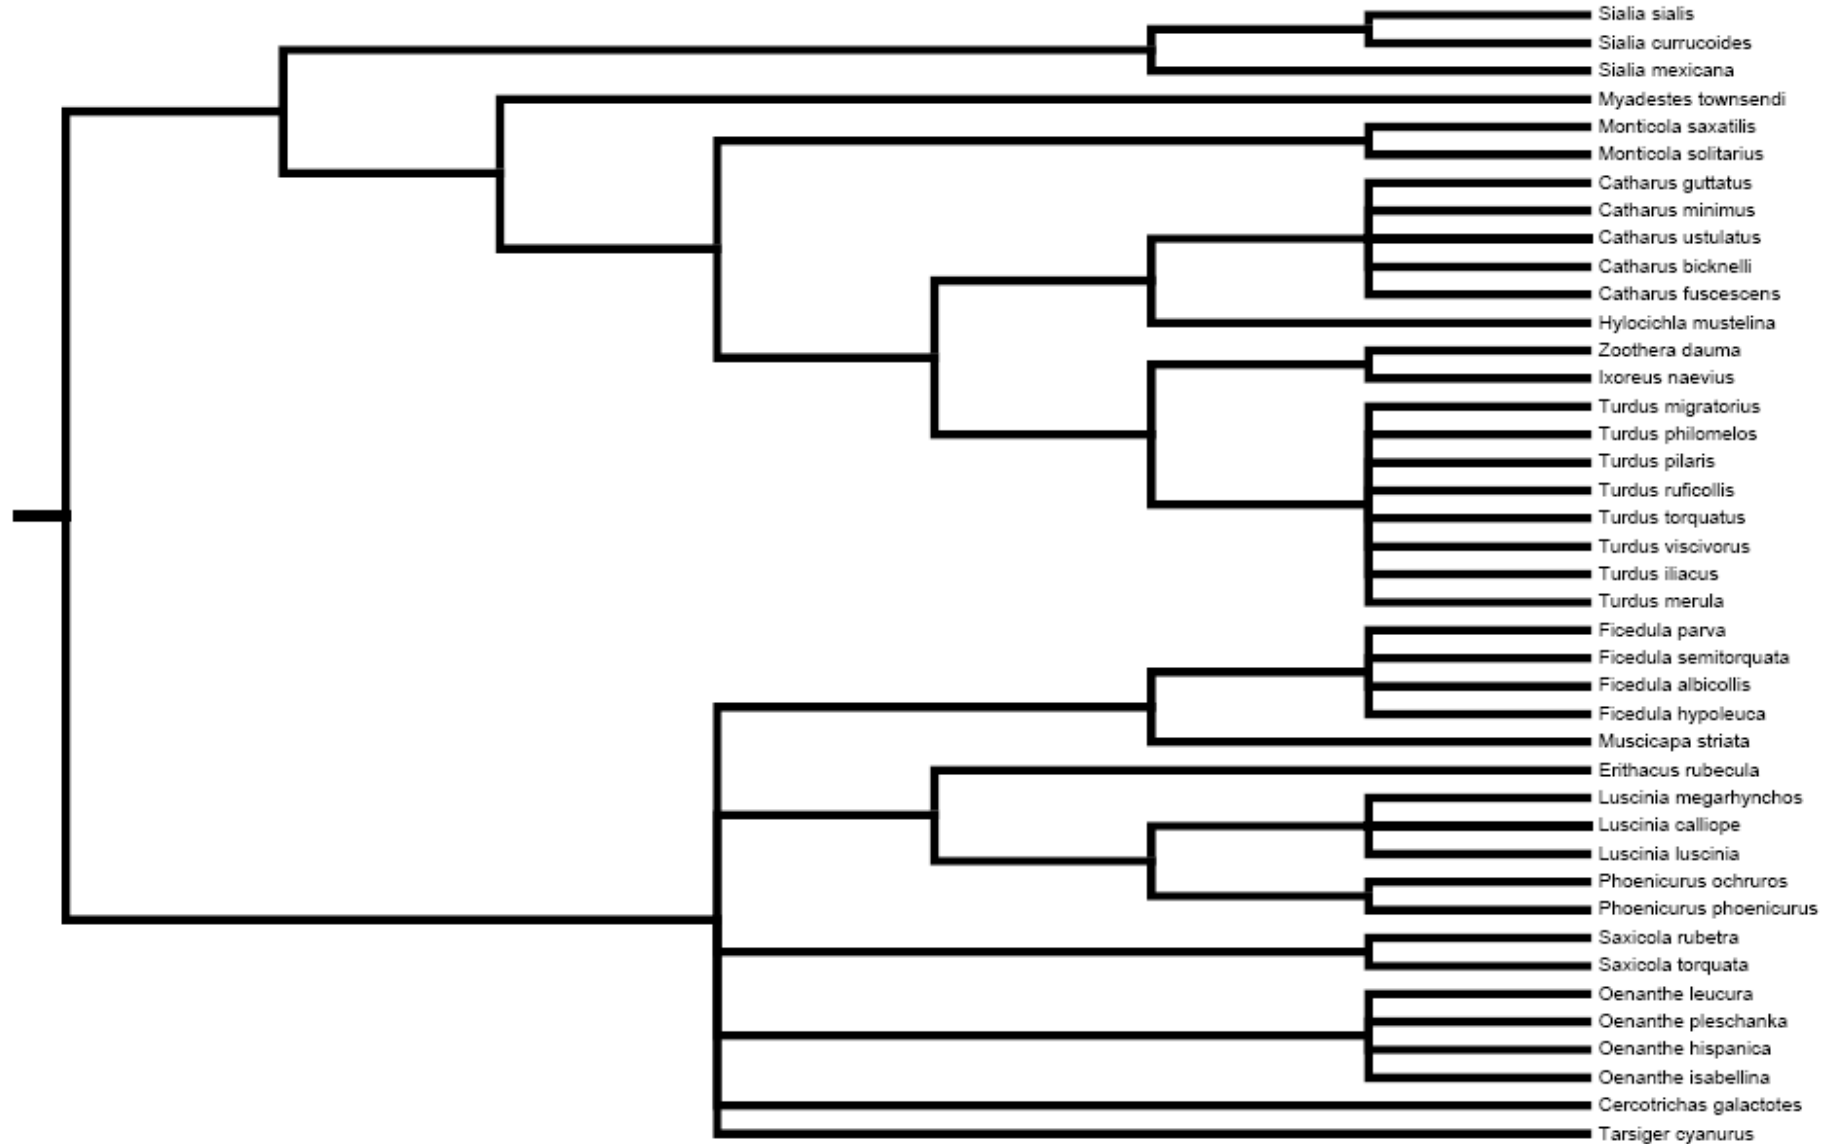 Sialia sialis
Sialia currucoides
Sialia mexicana
Myadestes townsendi
Monticola saxatilis
Monticola solitarius
Catharus guttatus
Catharus minimus
Catharus ustulatus
Catharus bicknelli
Catharus fuscescens
Hylocichla mustelina
Zoothera dauma
Ixoreus naevius
Turdus migratorius
Turdus philomelos
Turdus pilaris
Turdus ruficollis
Turdus torquatus
Turdus viscivorus
Turdus iliacus
Turdus merula
Ficedula parva
Ficedula semitorquata
Ficedula albicollis
Ficedula hypoleuca
Muscicapa striata
Erithacus rubecula
Luscinia megarhynchos
Luscinia calliope
Luscinia luscinia
Phoenicurus ochruros
Phoenicurus phoenicurus
Saxicola rubetra
Saxicola torquata
Oenanthe leucura
Oenanthe pleschanka
Oenanthe hispanica
Oenanthe isabellina
Cercotrichas galactotes
Tarsiger cyanurus